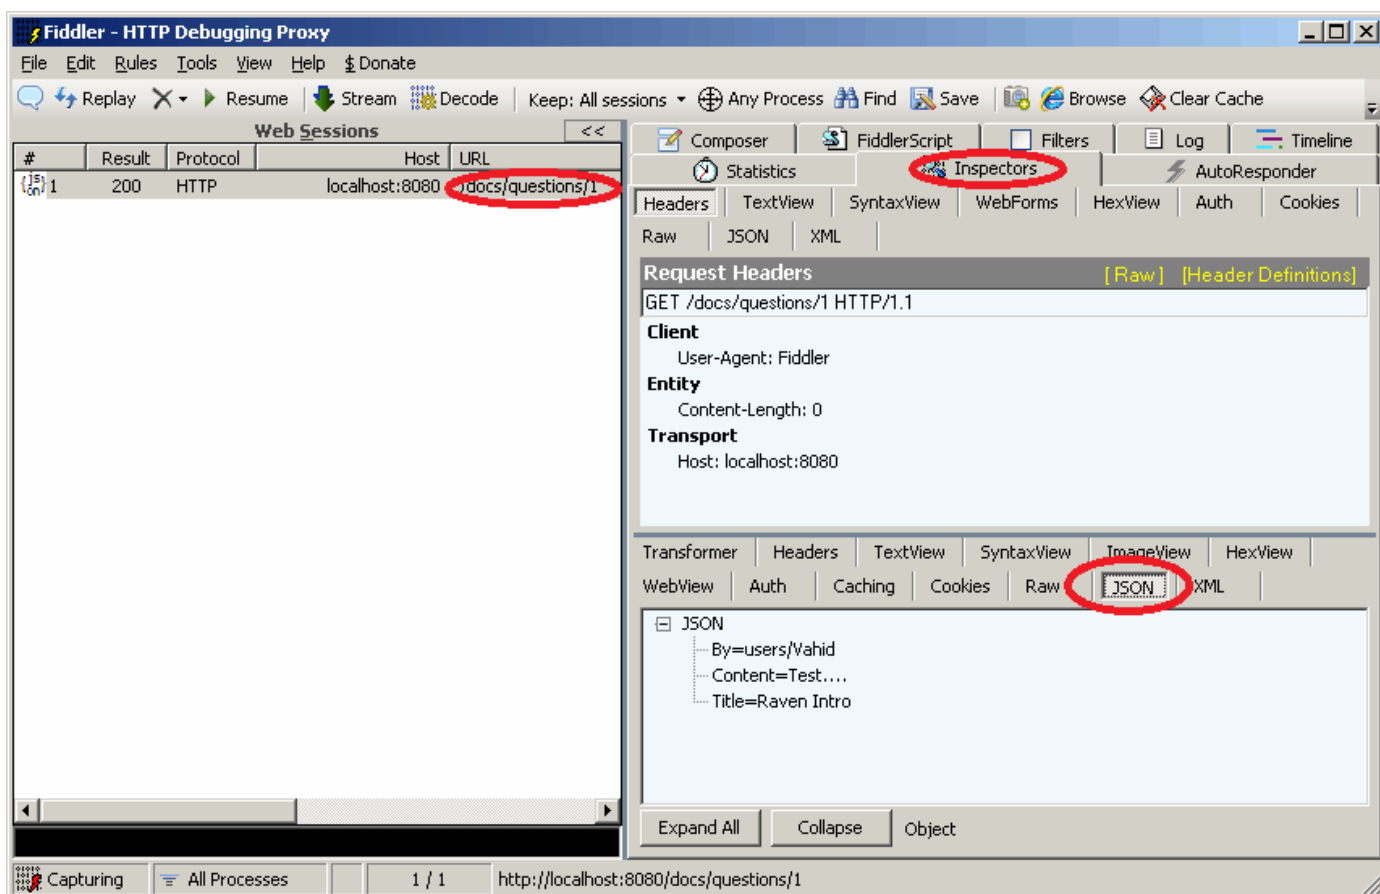 Fiddler - HTTP Debugging Proxy
File Edit Rules Tools View Help $ Donate
Replay Resume Stream Decode Keep: All sessions Any Process Find Save Browse Clear Cache
Web Sessions <<
# Result Protocol Host URL
1 200 HTTP localhost:8080 /docs/questions/1
Composer FiddlerScript Filters Log Timeline
Statistics Inspectors AutoResponder
Headers TextView SyntaxView WebForms HexView Auth Cookies
Raw JSON XML
Request Headers [ Raw ] [Header Definitions]
GET /docs/questions/1 HTTP/1.1
Client
User-Agent: Fiddler
Entity
Content-Length: 0
Transport
Host: localhost:8080
Transformer Headers TextView SyntaxView ImageView HexView
WebView Auth Caching Cookies Raw JSON XML
JSON
By=users/Vahid
Content=Test....
Title=Raven Intro
Expand All Collapse Object
Capturing All Processes 1 / 1 http://localhost:8080/docs/questions/1